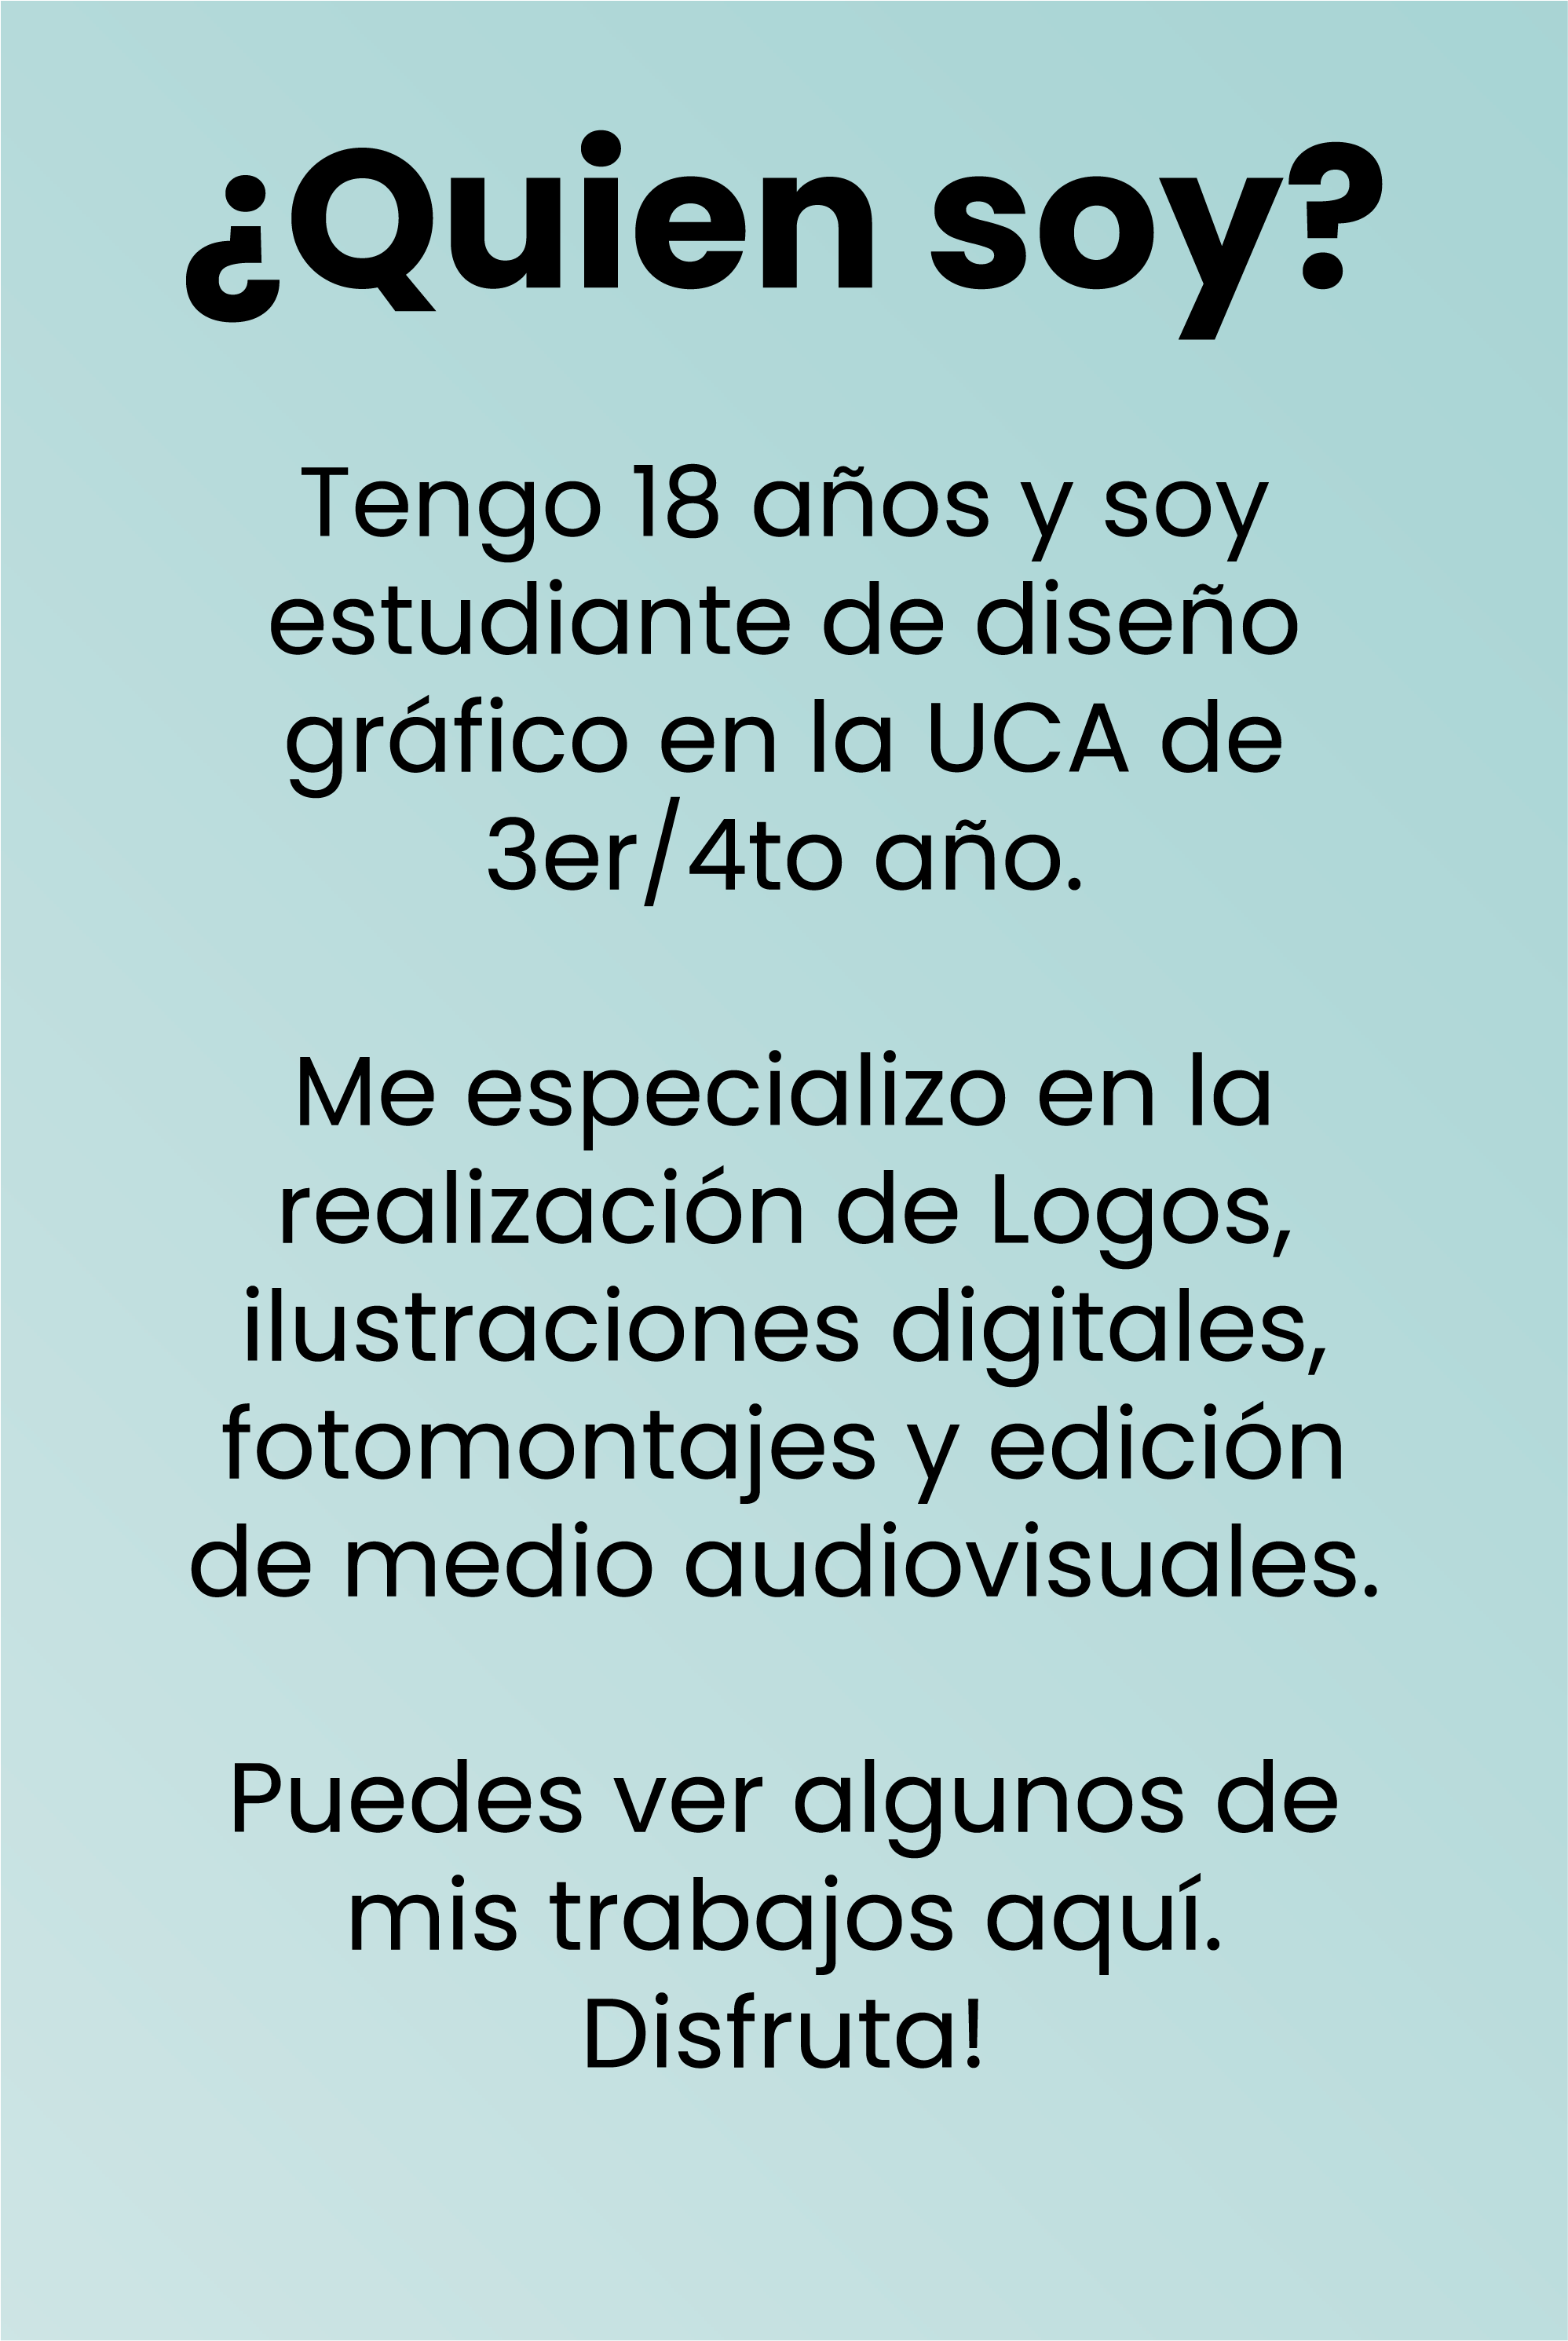 ¿Quien soy?
Tengo 18 años y soy
estudiante de diseño
gráfico en la UCA de
3er/4to año.
Me especializo en la
realización de Logos,
ilustraciones digitales,
fotomontajes y edición
de medio audiovisuales.
Puedes ver algunos de
mis trabajos aquí.
Disfruta!